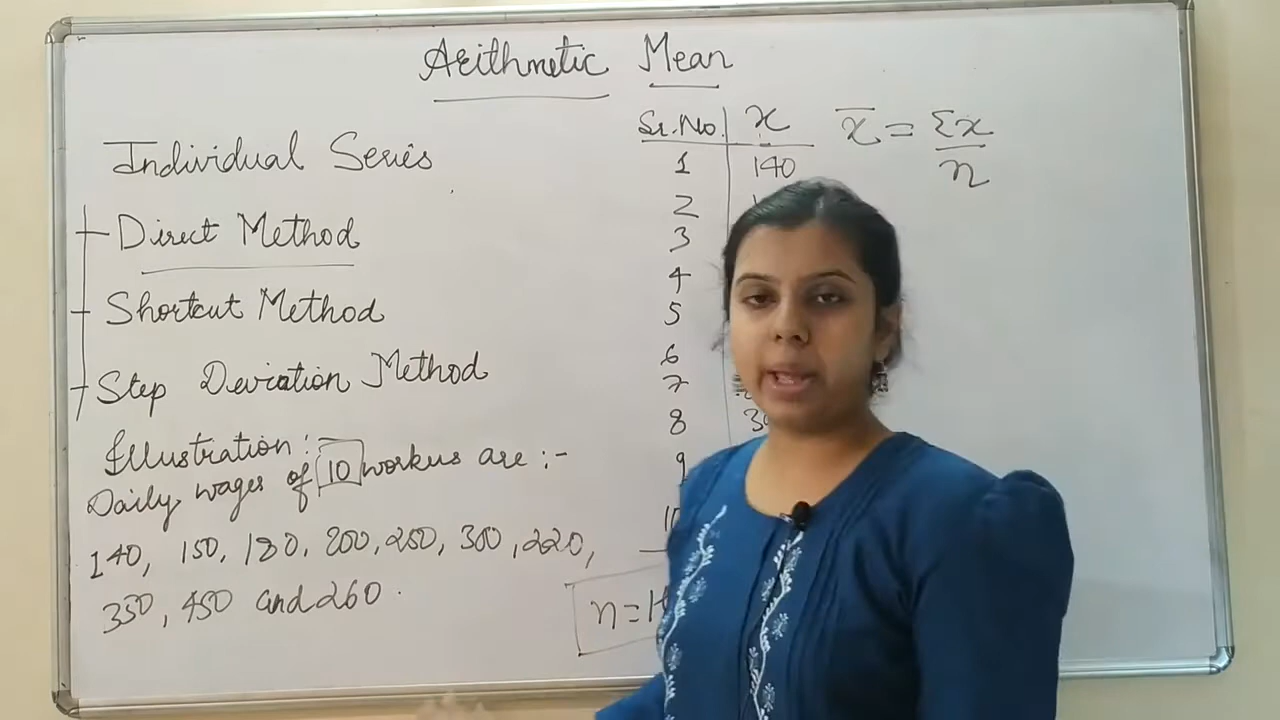 Arithmetic Mean
Individual Series
Direct Method
Shortcut Method
Step Deviation Method
Illustration:
Daily wages of 10 workers are :-
140, 150, 180, 200, 250, 300, 220,
350, 450 and 260.
Sr. No. x
1 140
2
3
4
5
6
7
8
9
n =
x̄ = Σx / n